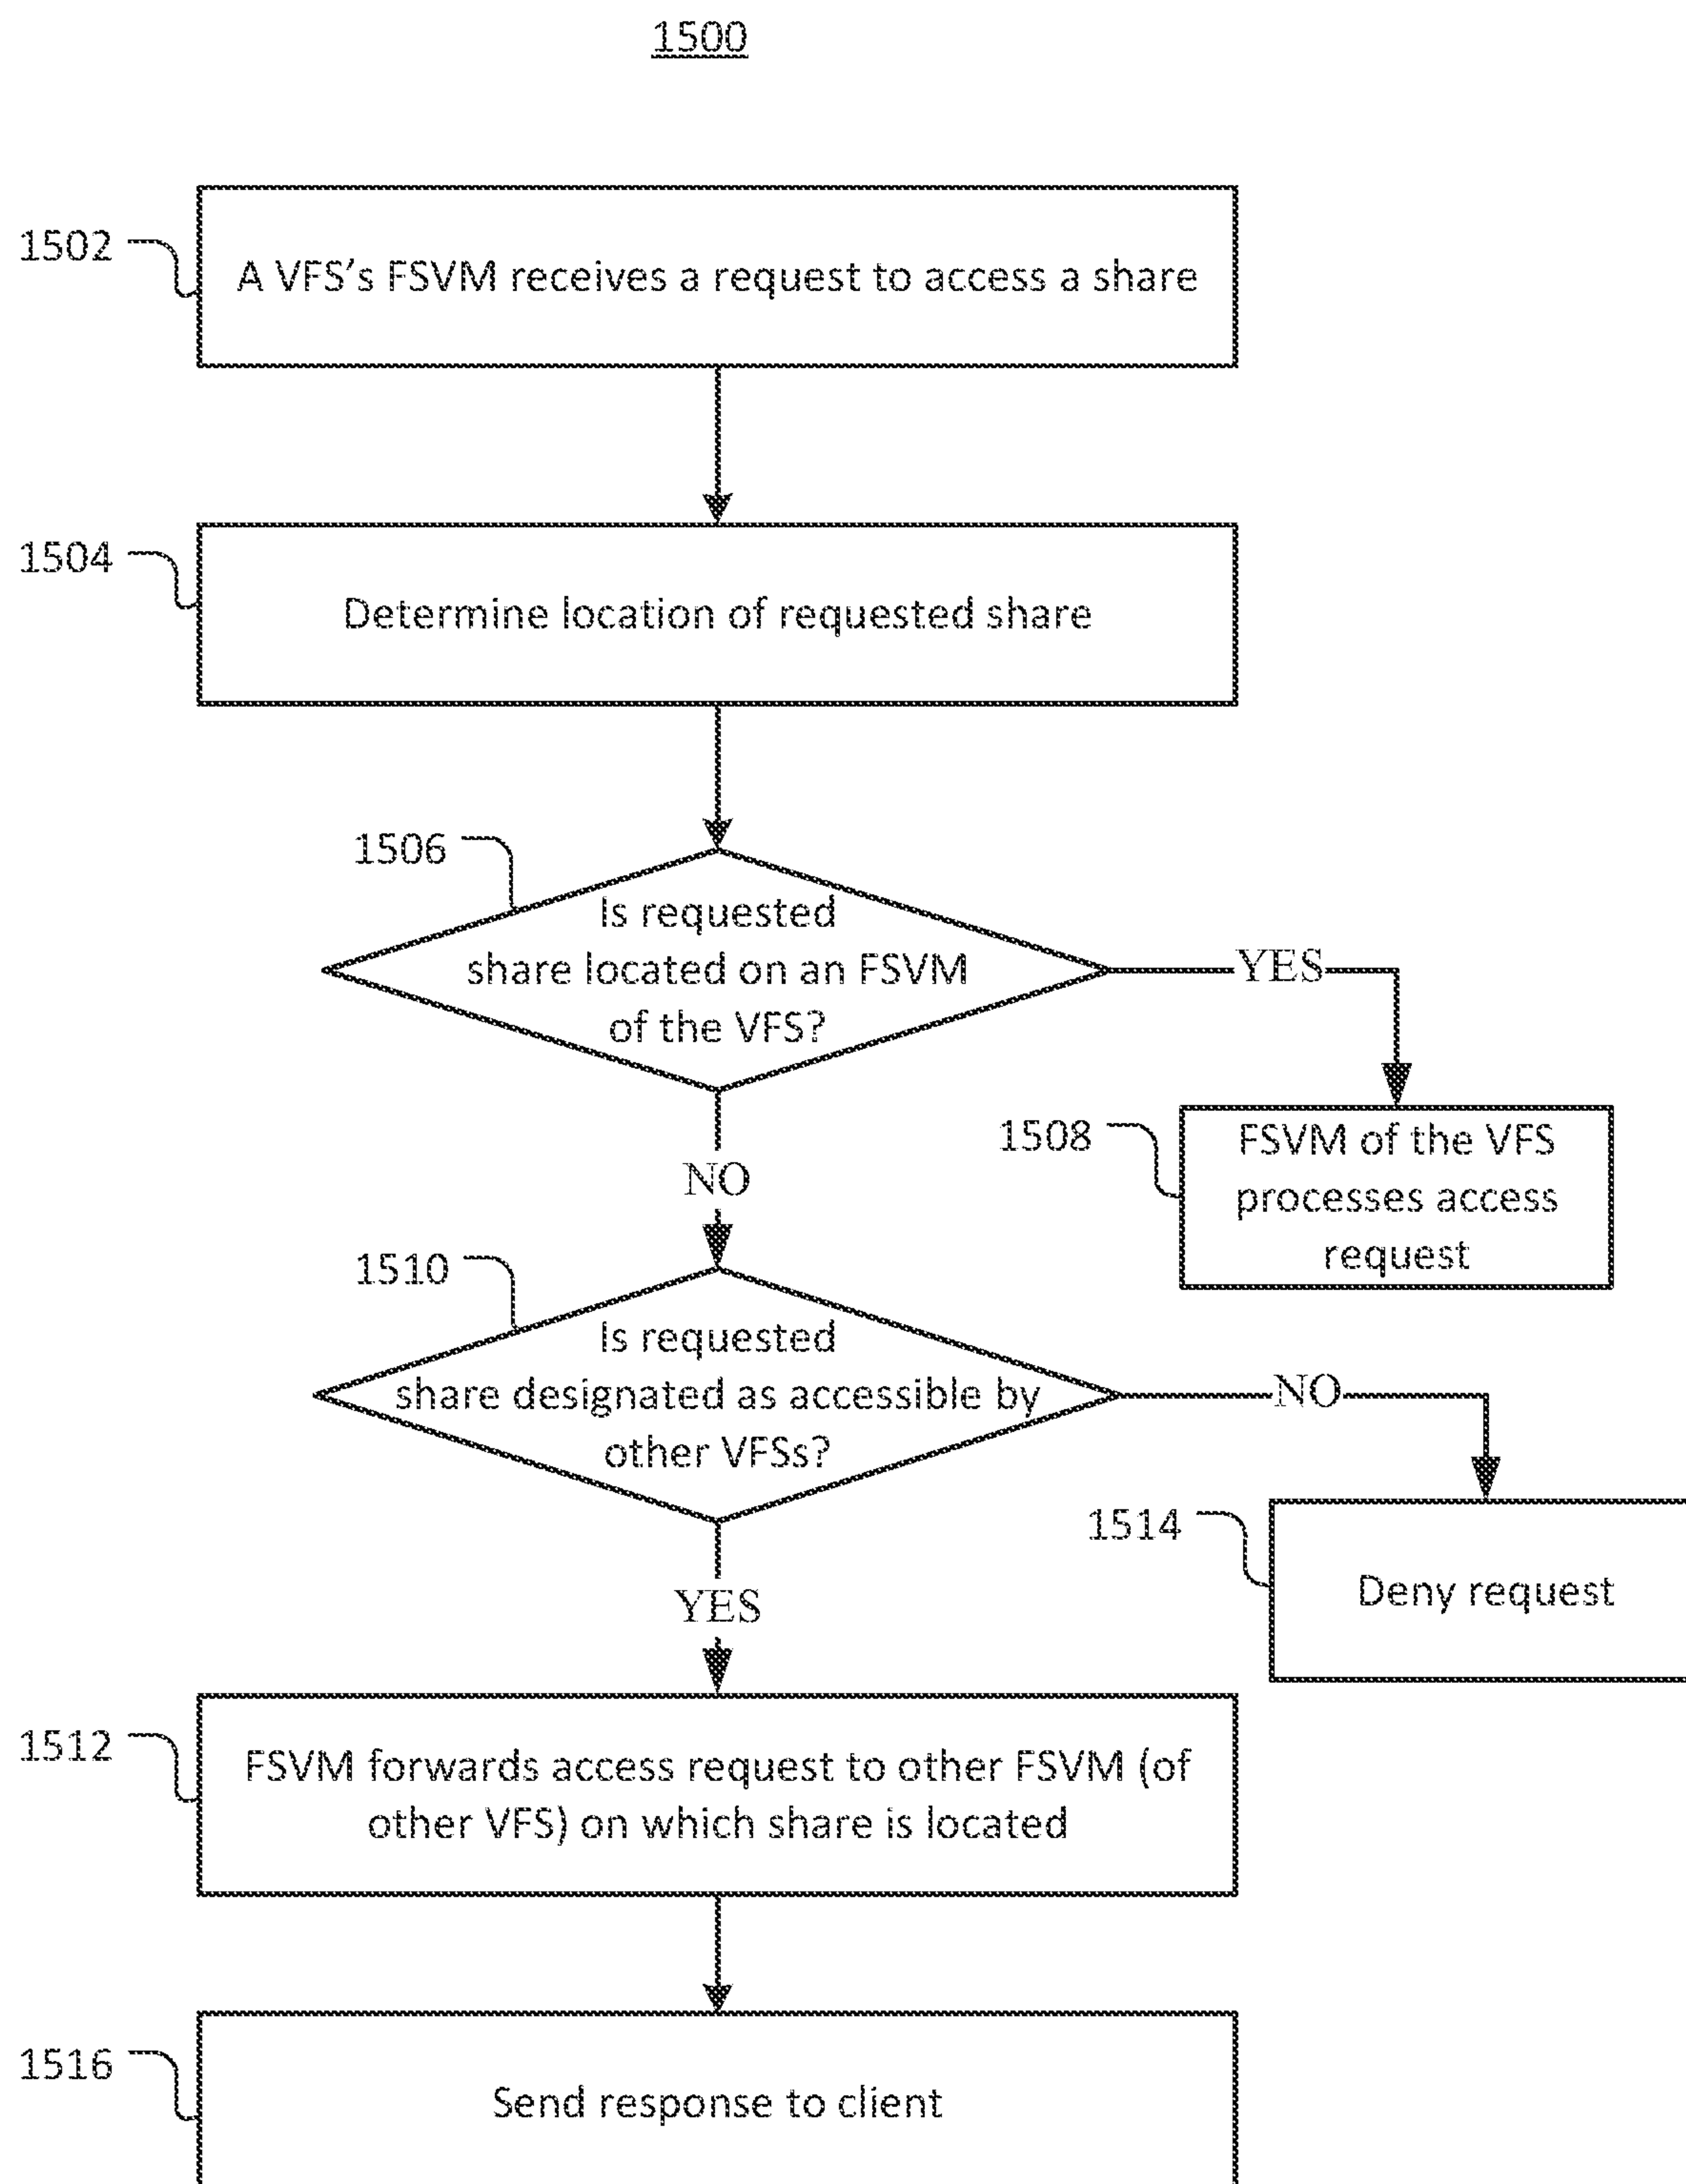 1500
1502
A VFS's FSVM receives a request to access a share
1504
Determine location of requested share
1506
Is requested
share located on an FSVM
of the VFS?
YES
1508
FSVM of the VFS
processes access
request
NO
1510
Is requested
share designated as accessible by
other VFSs?
NO
1514
Deny request
YES
1512
FSVM forwards access request to other FSVM (of
other VFS) on which share is located
1516
Send response to client